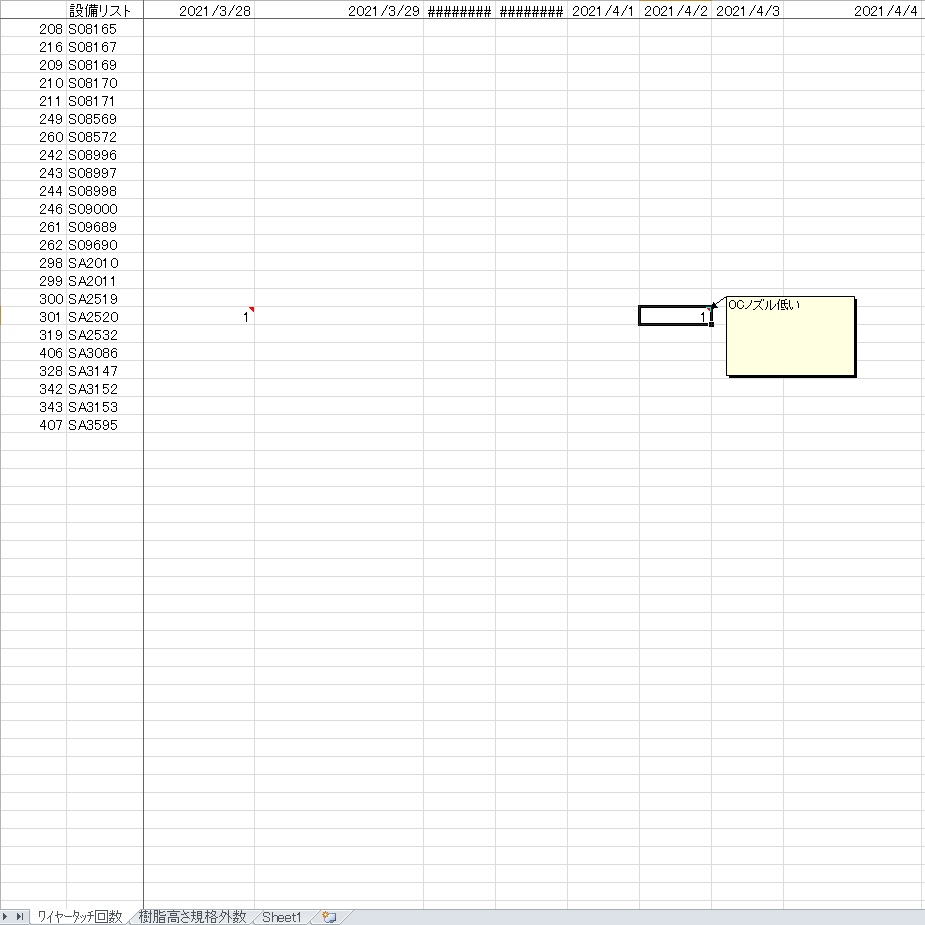 設備リスト 2021/3/28 2021/3/29 ######## ######## 2021/4/1 2021/4/2 2021/4/3 2021/4/4
208 S08165
216 S08167
209 S08169
210 S08170
211 S08171
249 S08569
260 S08572
242 S08996
243 S08997
244 S08998
246 S09000
261 S09689
262 S09690
298 SA2010
299 SA2011
300 SA2519
OCノズル低い
301 SA2520 1 1
319 SA2532
406 SA3086
328 SA3147
342 SA3152
343 SA3153
407 SA3595
ワイヤータッチ回数 樹脂高さ規格外数 Sheet1